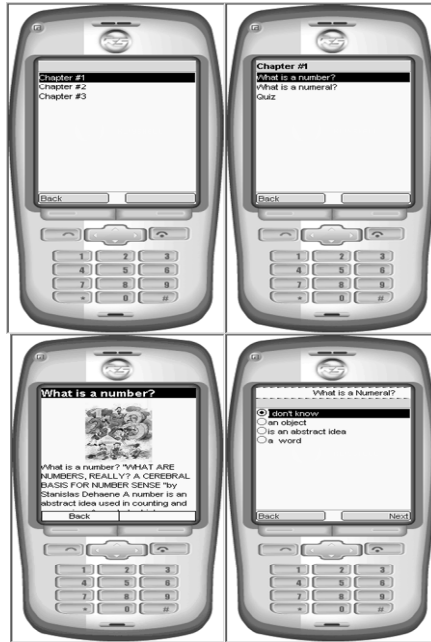 Chapter #1
Chapter #2
Chapter #3
Back
1 2 3
4 5 6
7 8 9
* 0 #
Chapter #1
What is a number?
What is a numeral?
Quiz
Back
1 2 3
4 5 6
7 8 9
* 0 #
What is a number?
What is a number? "WHAT ARE
NUMBERS, REALLY? A CEREBRAL
BASIS FOR NUMBER SENSE "by
Stanislas Dehaene A number is an
abstract idea used in counting and
Back
1 2 3
4 5 6
7 8 9
* 0 #
What is a Numeral?
I don't know
an object
is an abstract idea
a word
Back Next
1 2 3
4 5 6
7 8 9
* 0 #